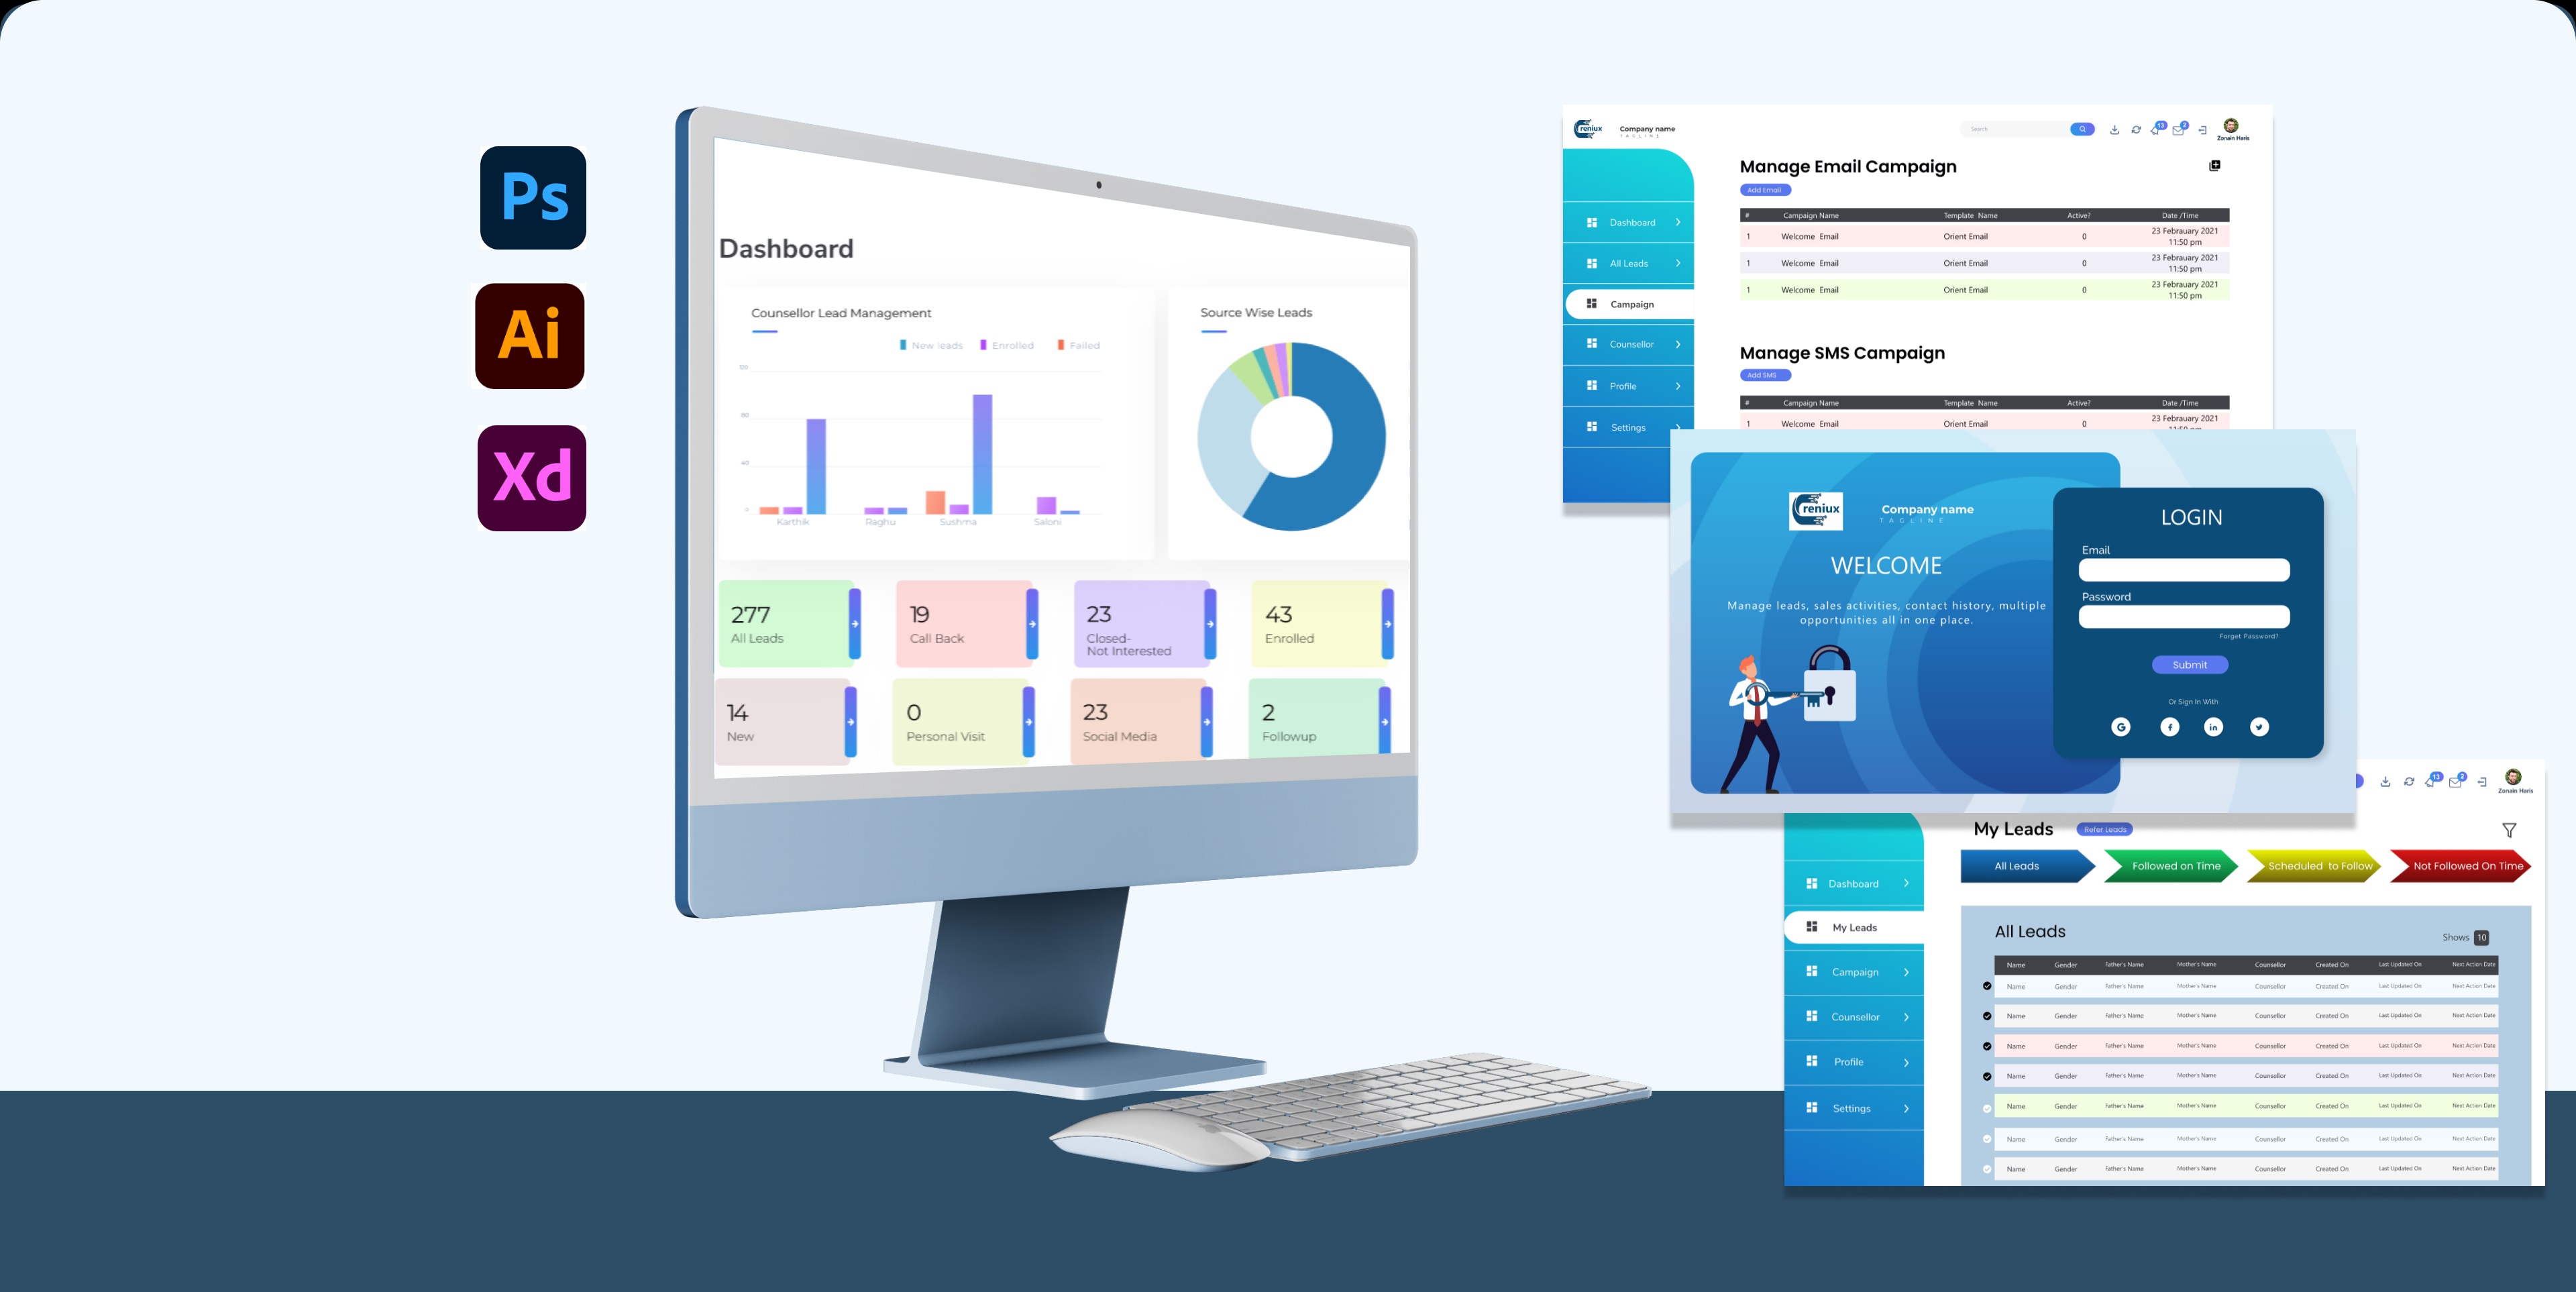 Ps
Ai
Xd
Dashboard
Counsellor Lead Management
New leads Enrolled Failed
120
80
40
0
Karthik Raghu Sushma Saloni
Source Wise Leads
277
All Leads
19
Call Back
23
Closed-
Not Interested
43
Enrolled
14
New
0
Personal Visit
23
Social Media
2
Followup
Creniux
Company name
TAGLINE
Search
13
2
Zonain Haris
Dashboard
All Leads
Campaign
Counsellor
Profile
Settings
Manage Email Campaign
Add Email
# Campaign Name Template Name Active? Date /Time
1 Welcome Email Orient Email 0 23 Febrauary 2021
11:50 pm
1 Welcome Email Orient Email 0 23 Febrauary 2021
11:50 pm
1 Welcome Email Orient Email 0 23 Febrauary 2021
11:50 pm
Manage SMS Campaign
Add SMS
# Campaign Name Template Name Active? Date /Time
1 Welcome Email Orient Email 0 23 Febrauary 2021
Creniux
Company name
TAGLINE
WELCOME
Manage leads, sales activities, contact history, multiple
opportunities all in one place.
LOGIN
Email
Password
Forget Password?
Submit
Or Sign In With
G f in
13
2
Zonain Haris
Dashboard
My Leads
Campaign
Counsellor
Profile
Settings
My Leads
Refer Leads
All Leads Followed on Time Scheduled to Follow Not Followed On Time
All Leads
Shows 10
Name Gender Father's Name Mother's Name Counsellor Created On Last Updated On Next Action Date
Name Gender Father's Name Mother's Name Counsellor Created On Last Updated On Next Action Date
Name Gender Father's Name Mother's Name Counsellor Created On Last Updated On Next Action Date
Name Gender Father's Name Mother's Name Counsellor Created On Last Updated On Next Action Date
Name Gender Father's Name Mother's Name Counsellor Created On Last Updated On Next Action Date
Name Gender Father's Name Mother's Name Counsellor Created On Last Updated On Next Action Date
Name Gender Father's Name Mother's Name Counsellor Created On Last Updated On Next Action Date
Name Gender Father's Name Mother's Name Counsellor Created On Last Updated On Next Action Date